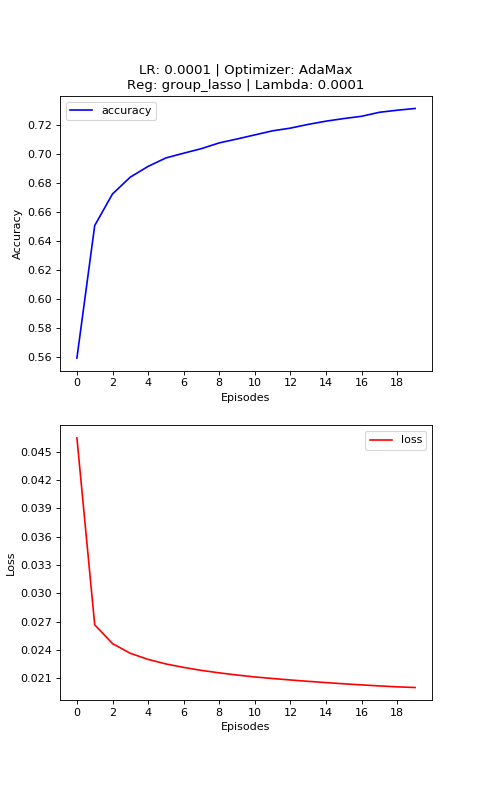 LR: 0.0001 | Optimizer: AdaMax
Reg: group_lasso | Lambda: 0.0001
accuracy
Accuracy
0.72
0.70
0.68
0.66
0.64
0.62
0.60
0.58
0.56
0 2 4 6 8 10 12 14 16 18
Episodes
loss
Loss
0.045
0.042
0.039
0.036
0.033
0.030
0.027
0.024
0.021
0 2 4 6 8 10 12 14 16 18
Episodes